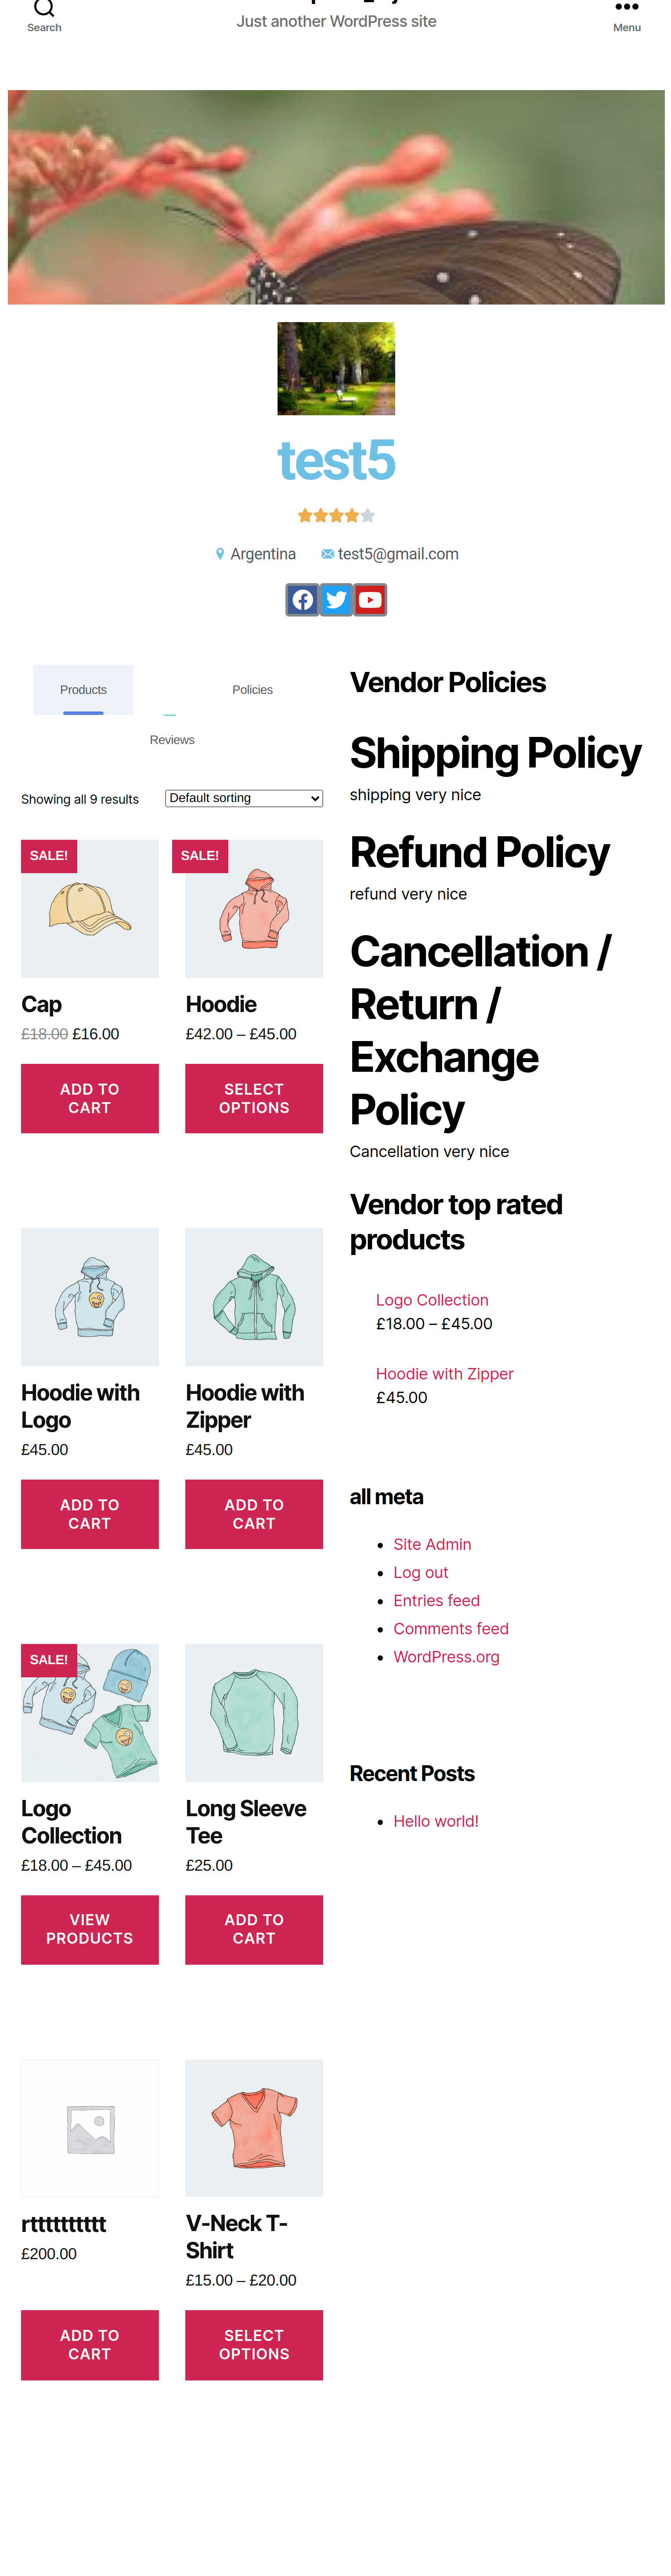 Search
Just another WordPress site
Menu
test5
Argentina
test5@gmail.com
Products
Policies
Reviews
Showing all 9 results
Default sorting
SALE!
Cap
£18.00 £16.00
ADD TO
CART
SALE!
Hoodie
£42.00 – £45.00
SELECT
OPTIONS
Hoodie with
Logo
£45.00
ADD TO
CART
Hoodie with
Zipper
£45.00
ADD TO
CART
SALE!
Logo
Collection
£18.00 – £45.00
VIEW
PRODUCTS
Long Sleeve
Tee
£25.00
ADD TO
CART
rtttttttttt
£200.00
ADD TO
CART
V-Neck T-
Shirt
£15.00 – £20.00
SELECT
OPTIONS
Vendor Policies
Shipping Policy
shipping very nice
Refund Policy
refund very nice
Cancellation /
Return /
Exchange
Policy
Cancellation very nice
Vendor top rated
products
Logo Collection
£18.00 – £45.00
Hoodie with Zipper
£45.00
all meta
Site Admin
Log out
Entries feed
Comments feed
WordPress.org
Recent Posts
Hello world!